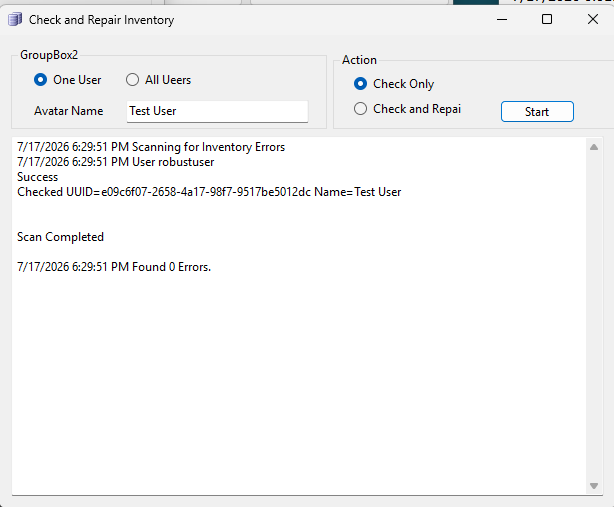 Check and Repair Inventory
GroupBox2
One User
All Ueers
Avatar Name
Test User
Action
Check Only
Check and Repai
Start
7/17/2026 6:29:51 PM Scanning for Inventory Errors
7/17/2026 6:29:51 PM User robustuser
Success
Checked UUID=e09c6f07-2658-4a17-98f7-9517be5012dc Name=Test User
Scan Completed
7/17/2026 6:29:51 PM Found 0 Errors.